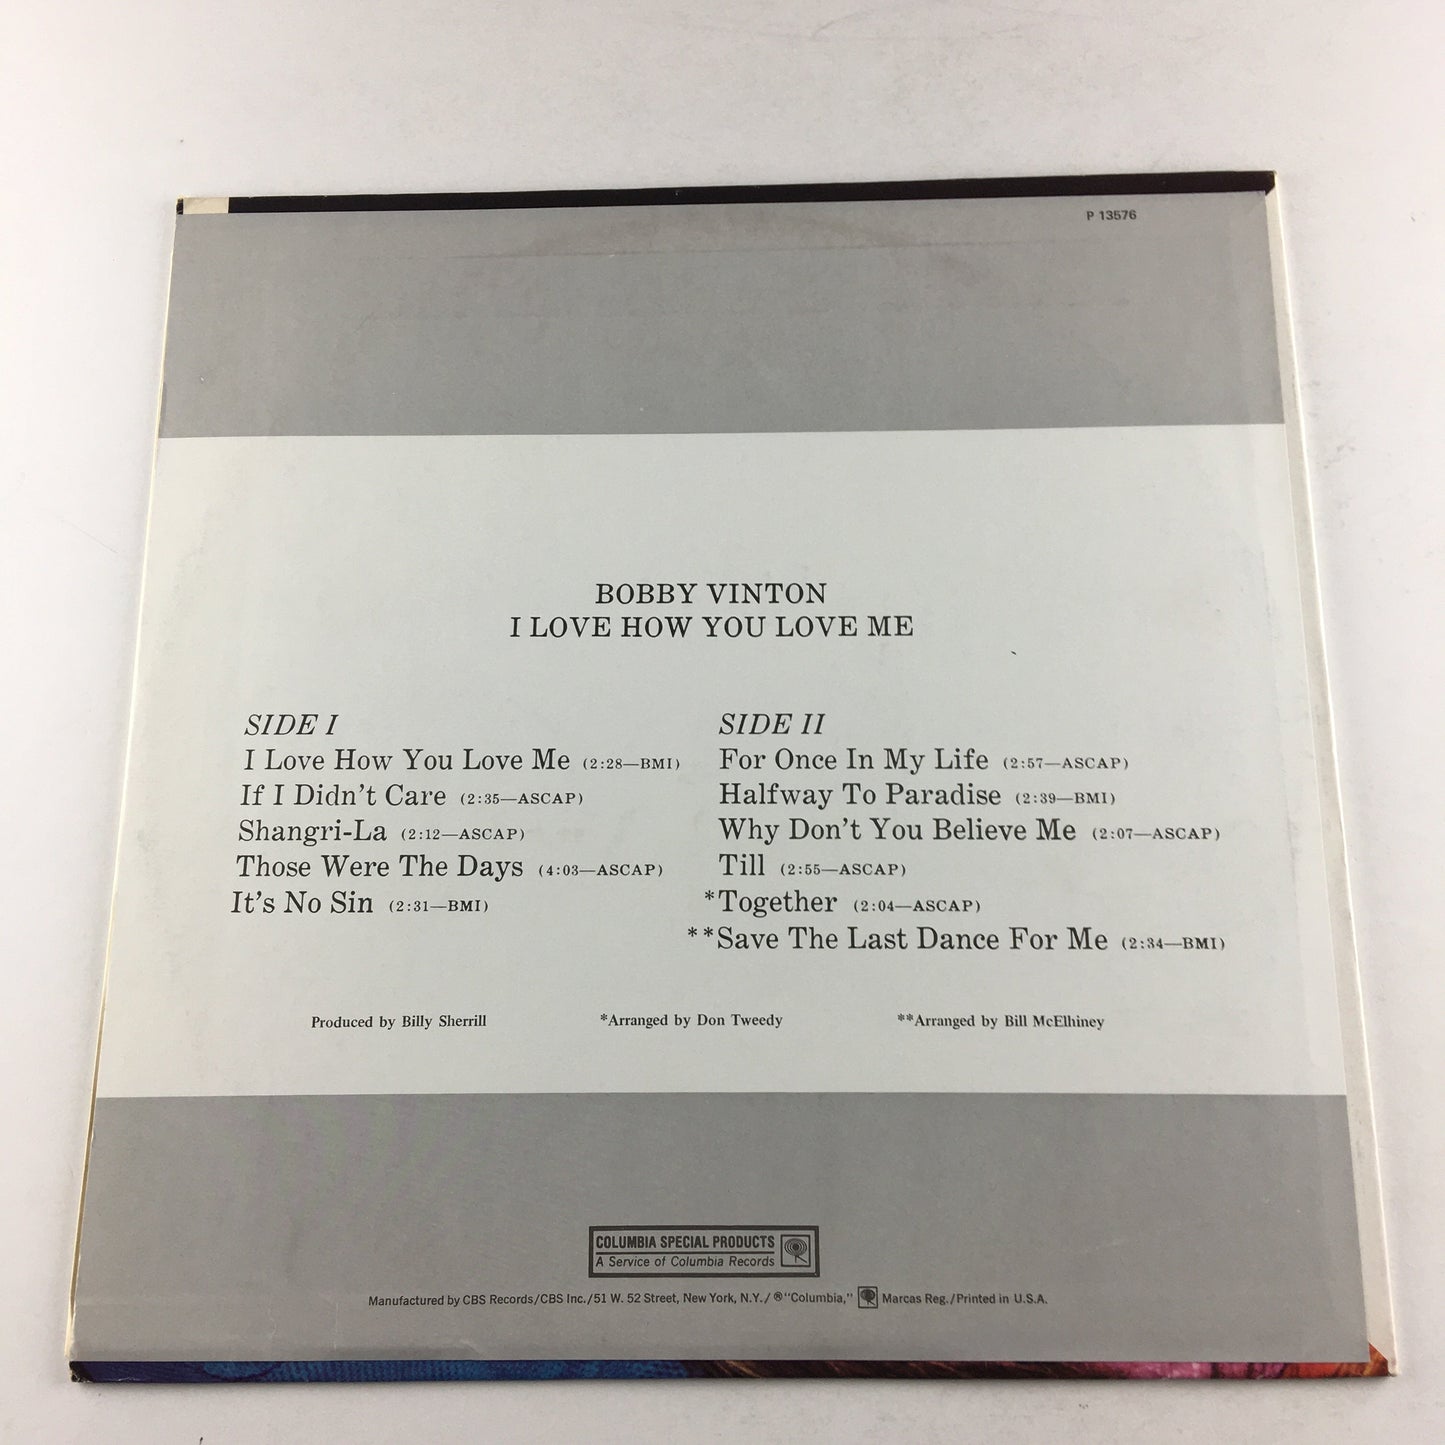 P 13576
BOBBY VINTON
I LOVE HOW YOU LOVE ME
SIDE I
I Love How You Love Me (2:28—BMI)
If I Didn't Care (2:35—ASCAP)
Shangri-La (2:12—ASCAP)
Those Were The Days (4:03—ASCAP)
It's No Sin (2:31—BMI)
SIDE II
For Once In My Life (2:57—ASCAP)
Halfway To Paradise (2:39—BMI)
Why Don't You Believe Me (2:07—ASCAP)
Till (2:55—ASCAP)
*Together (2:04—ASCAP)
**Save The Last Dance For Me (2:34—BMI)
Produced by Billy Sherrill *Arranged by Don Tweedy **Arranged by Bill McElhiney
COLUMBIA SPECIAL PRODUCTS
A Service of Columbia Records
Manufactured by CBS Records/CBS Inc./51 W. 52 Street, New York, N.Y./ ®"Columbia," Marcas Reg./Printed in U.S.A.